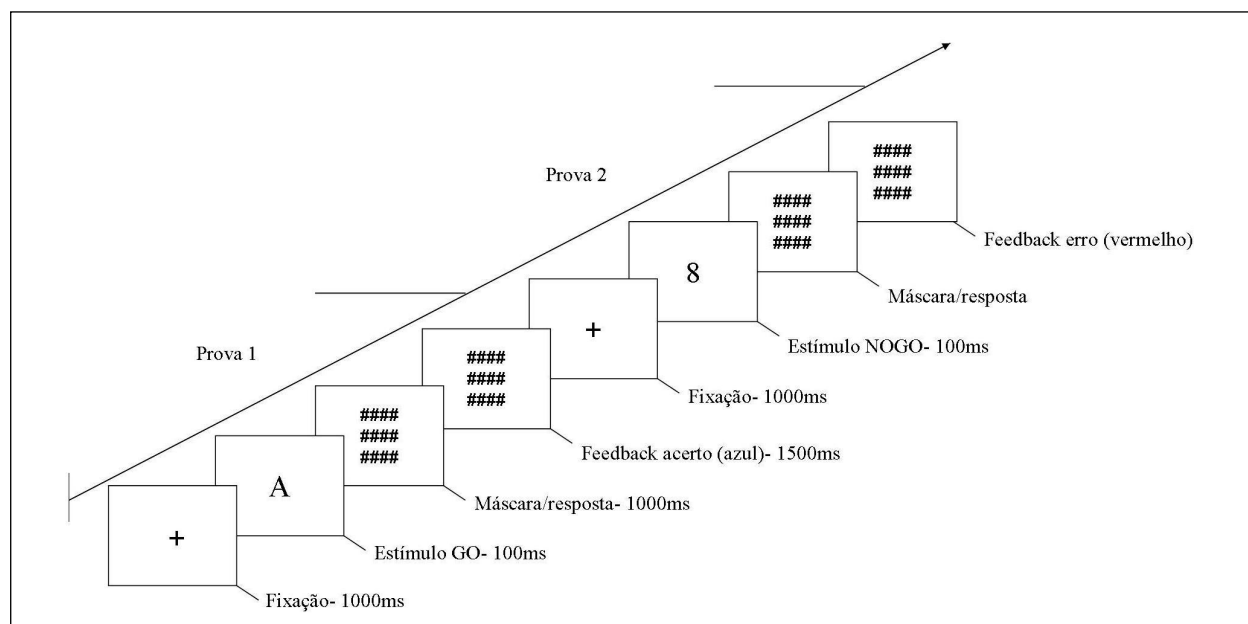 Prova 1
+
Fixação- 1000ms
A
Estímulo GO- 100ms
####
####
####
Máscara/resposta- 1000ms
####
####
####
Feedback acerto (azul)- 1500ms
Prova 2
+
Fixação- 1000ms
8
Estímulo NOGO- 100ms
####
####
####
Máscara/resposta
####
####
####
Feedback erro (vermelho)